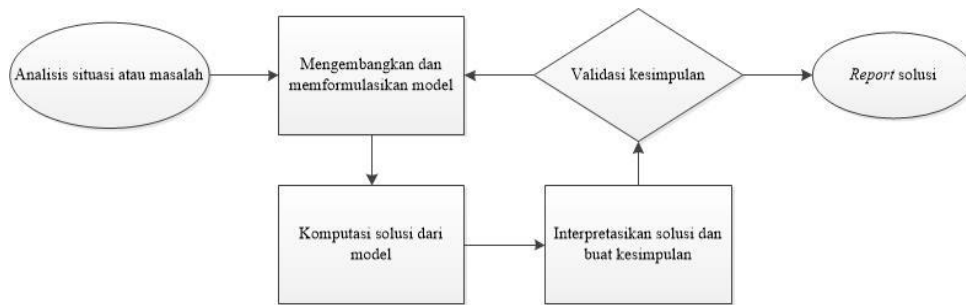 Analisis situasi atau masalah
Mengembangkan dan
memformulasikan model
Validasi kesimpulan
Report solusi
Komputasi solusi dari
model
Interpretasikan solusi dan
buat kesimpulan